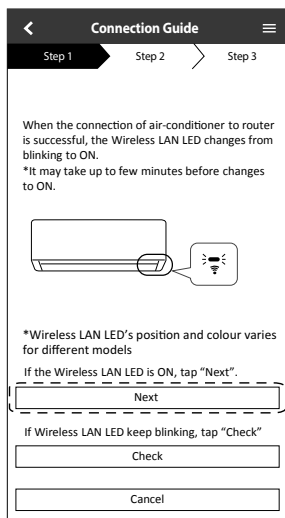 Connection Guide
Step 1
Step 2
Step 3
When the connection of air-conditioner to router
is successful, the Wireless LAN LED changes from
blinking to ON.
*It may take up to few minutes before changes
to ON.
*Wireless LAN LED's position and colour varies
for different models
If the Wireless LAN LED is ON, tap “Next”.
Next
If Wireless LAN LED keep blinking, tap “Check”
Check
Cancel